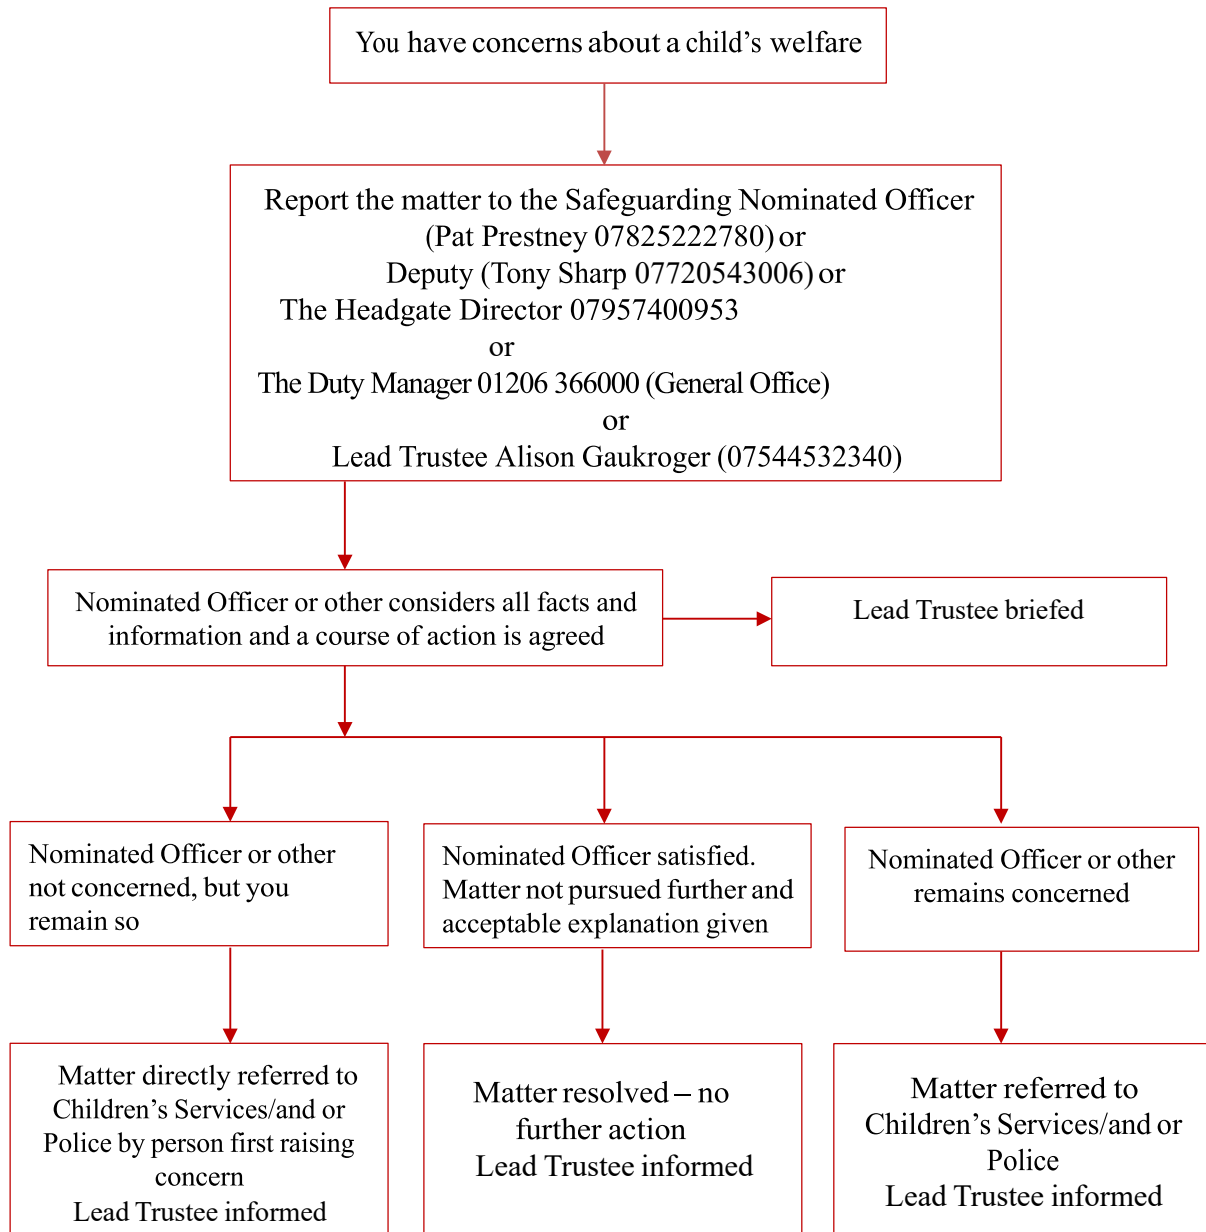 You have concerns about a child’s welfare
Report the matter to the Safeguarding Nominated Officer
(Pat Prestney 07825222780) or
Deputy (Tony Sharp 07720543006) or
The Headgate Director 07957400953
or
The Duty Manager 01206 366000 (General Office)
or
Lead Trustee Alison Gaukroger (07544532340)
Nominated Officer or other considers all facts and
information and a course of action is agreed
Lead Trustee briefed
Nominated Officer or other
not concerned, but you
remain so
Nominated Officer satisfied.
Matter not pursued further and
acceptable explanation given
Nominated Officer or other
remains concerned
Matter directly referred to
Children’s Services/and or
Police by person first raising
concern
Lead Trustee informed
Matter resolved – no
further action
Lead Trustee informed
Matter referred to
Children’s Services/and or
Police
Lead Trustee informed